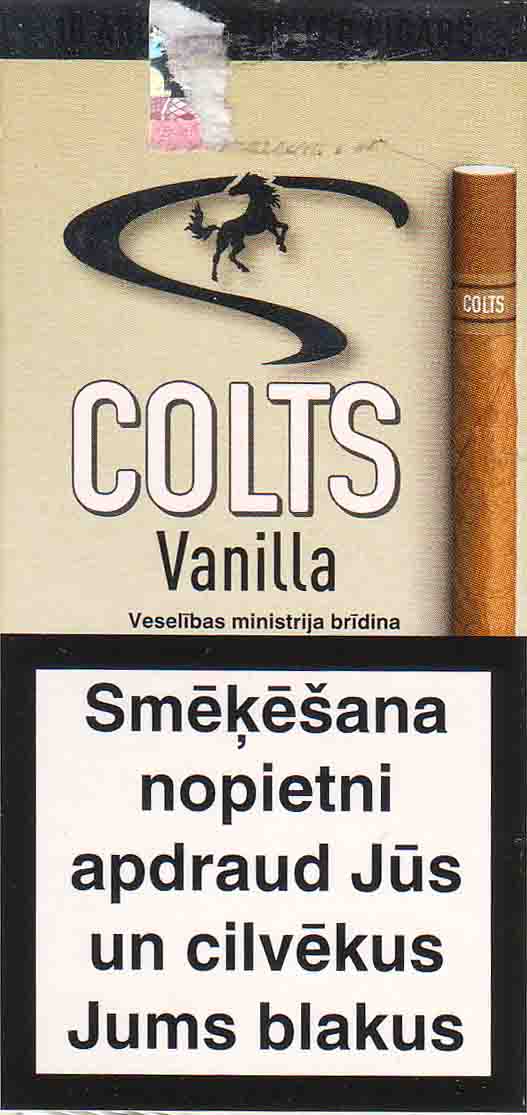 COLTS
COLTS
Vanilla
Veselības ministrija brīdina
Smēķēšana
nopietni
apdraud Jūs
un cilvēkus
Jums blakus